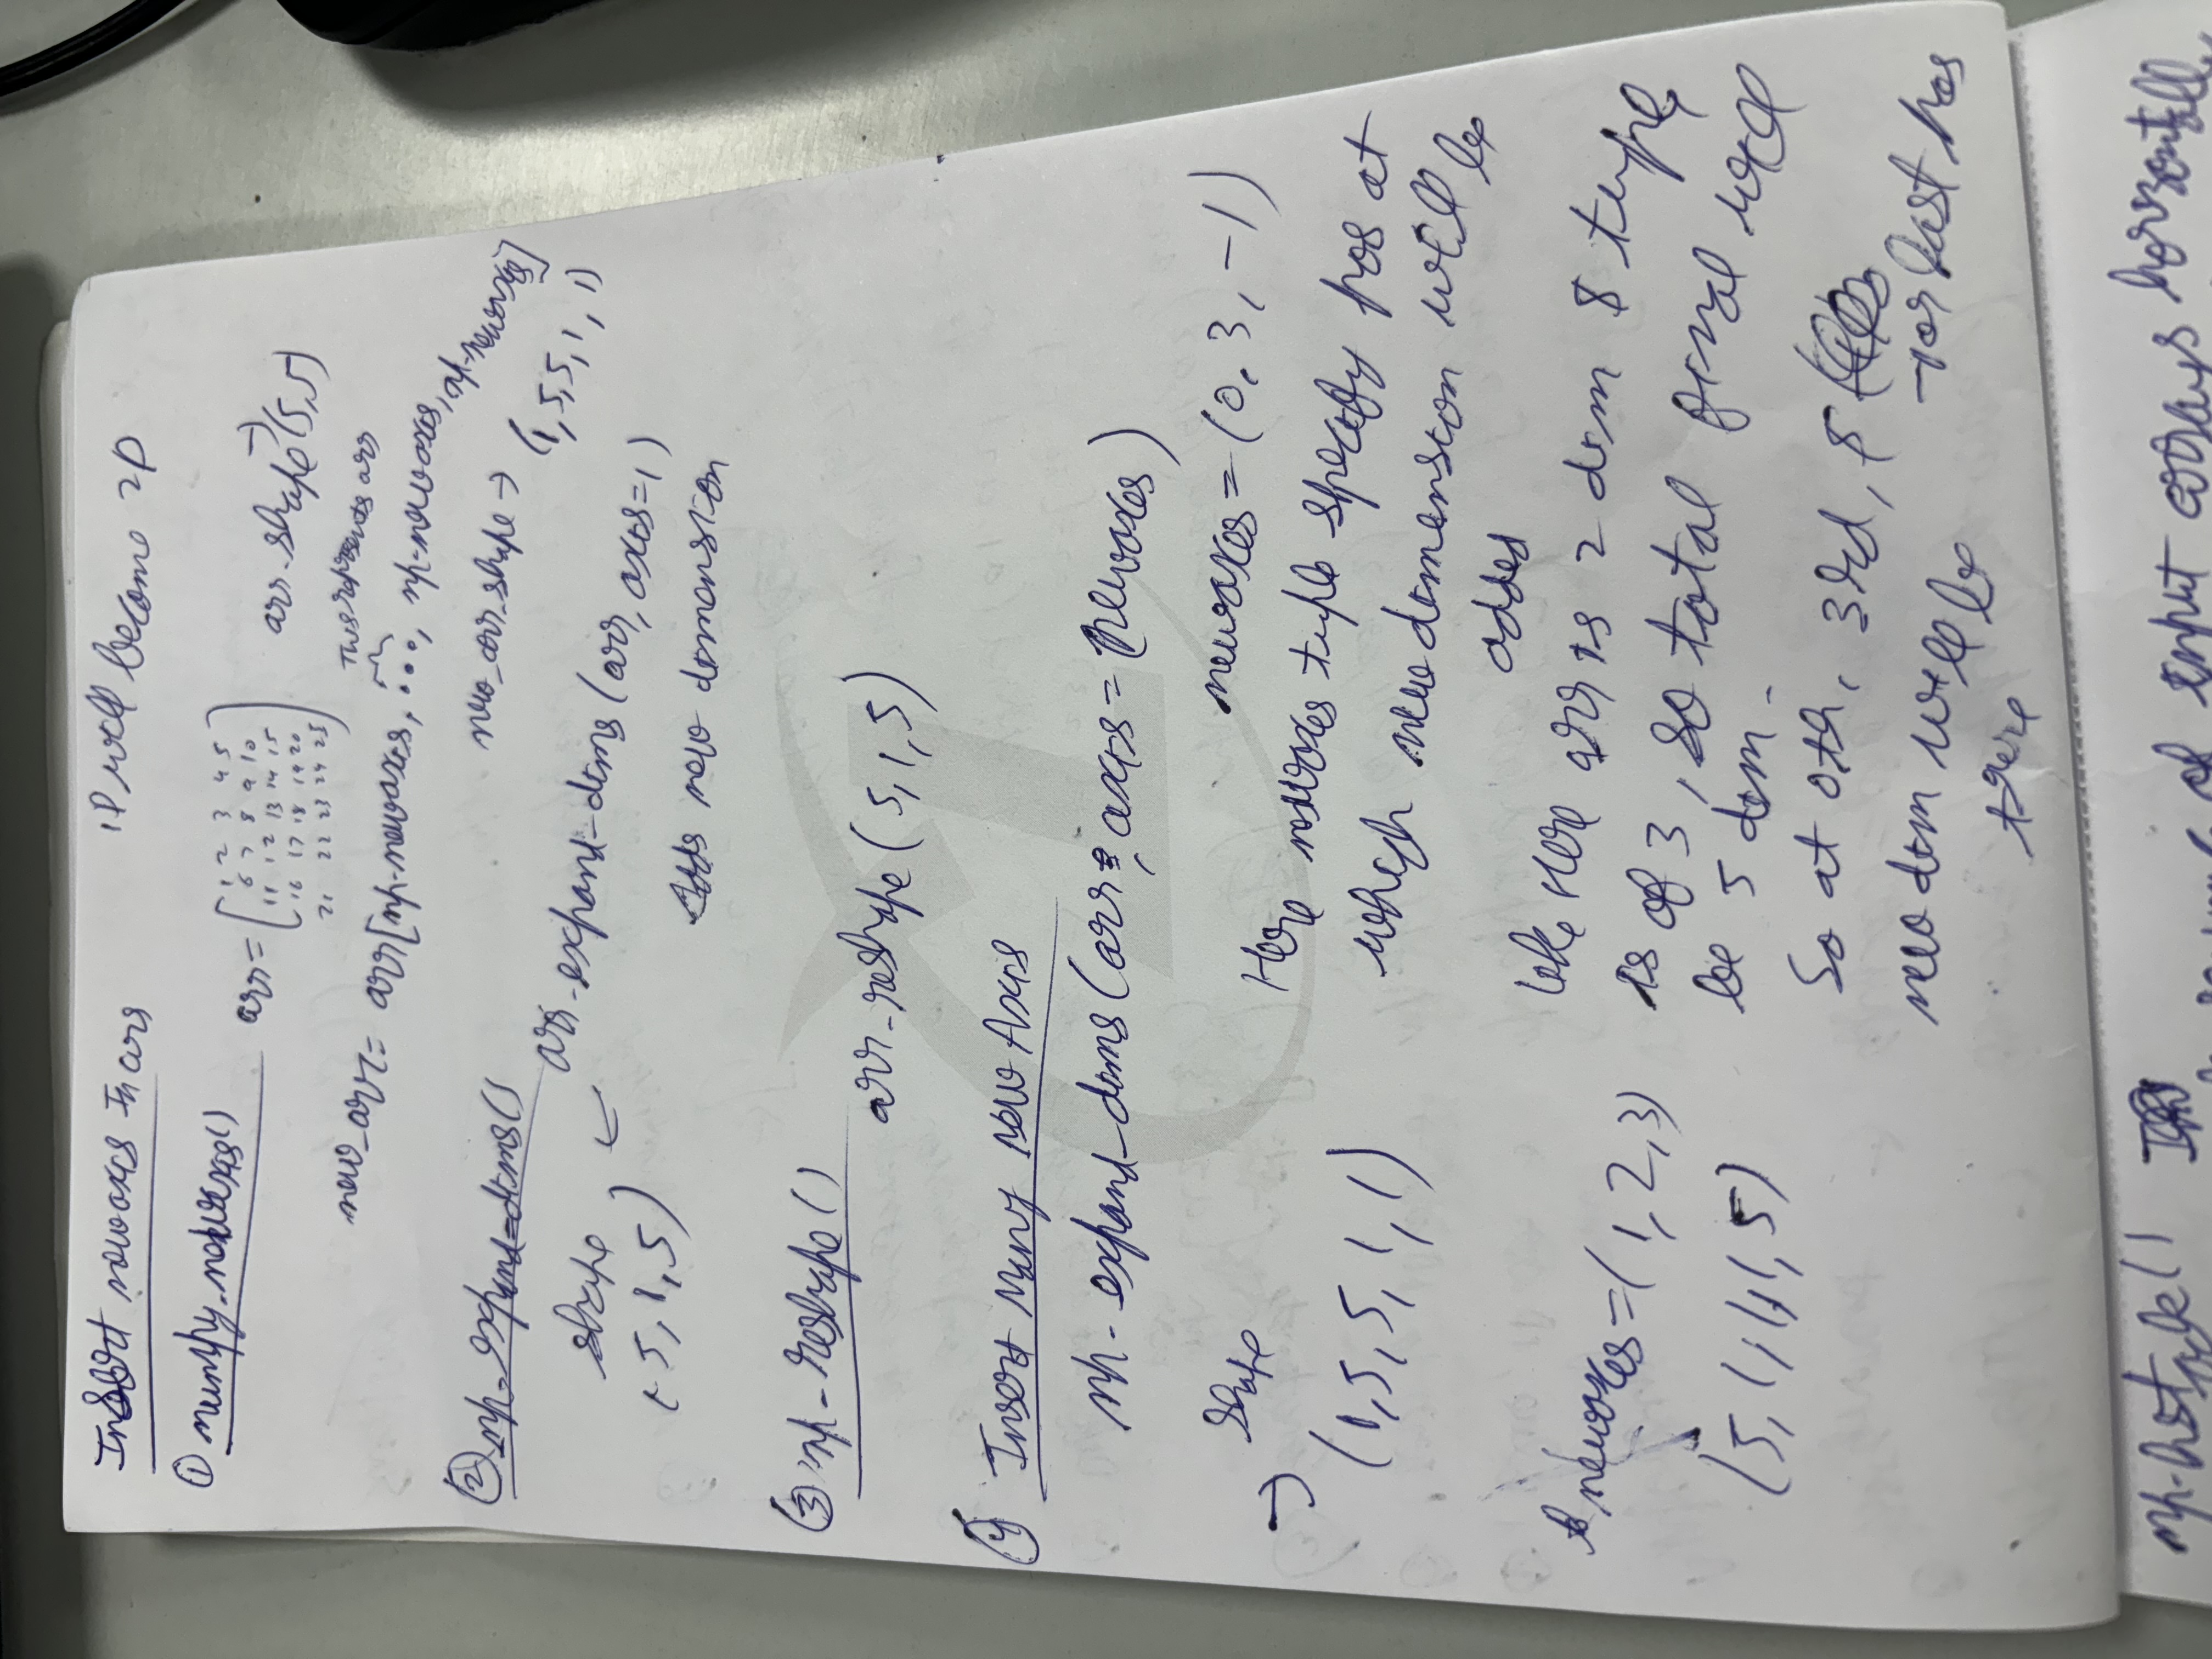 Insert new axis In arr
1D will become 2D
① numpy.newaxis()
arr = [ 1 2 3 4 5
6 7 8 9 10
11 12 13 14 15
16 17 18 19 20
21 22 23 24 25 ]
arr.shape → (5,5)
This represents arr
new_arr = arr[np.newaxis, ..., np.newaxis, np.newaxis]
new_arr.shape → (1,5,5,1,1)
② np.expand_dims()
arr.expand_dims (arr, axis=1)
shape
(5,1,5) ←
Adds new dimension
③ np.reshape()
arr.reshape (5,1,5)
④ Insert Many New Axis
np.expand_dims (arr, axis = newaxes)
newaxes = (0, 3, -1)
shape
→ (1,5,5,1,1)
Here newaxes tuple specify pos at
which new dimension will be
added
like Here arr is 2 dim & tuple
is of 3, so total final will
be 5 dim.
newaxes = (1,2,3)
(5,1,1,1,5)
So at 0th, 3rd, &
-1 or last pos
new dim will be
there
np.hstack()
of input arrays horizontally